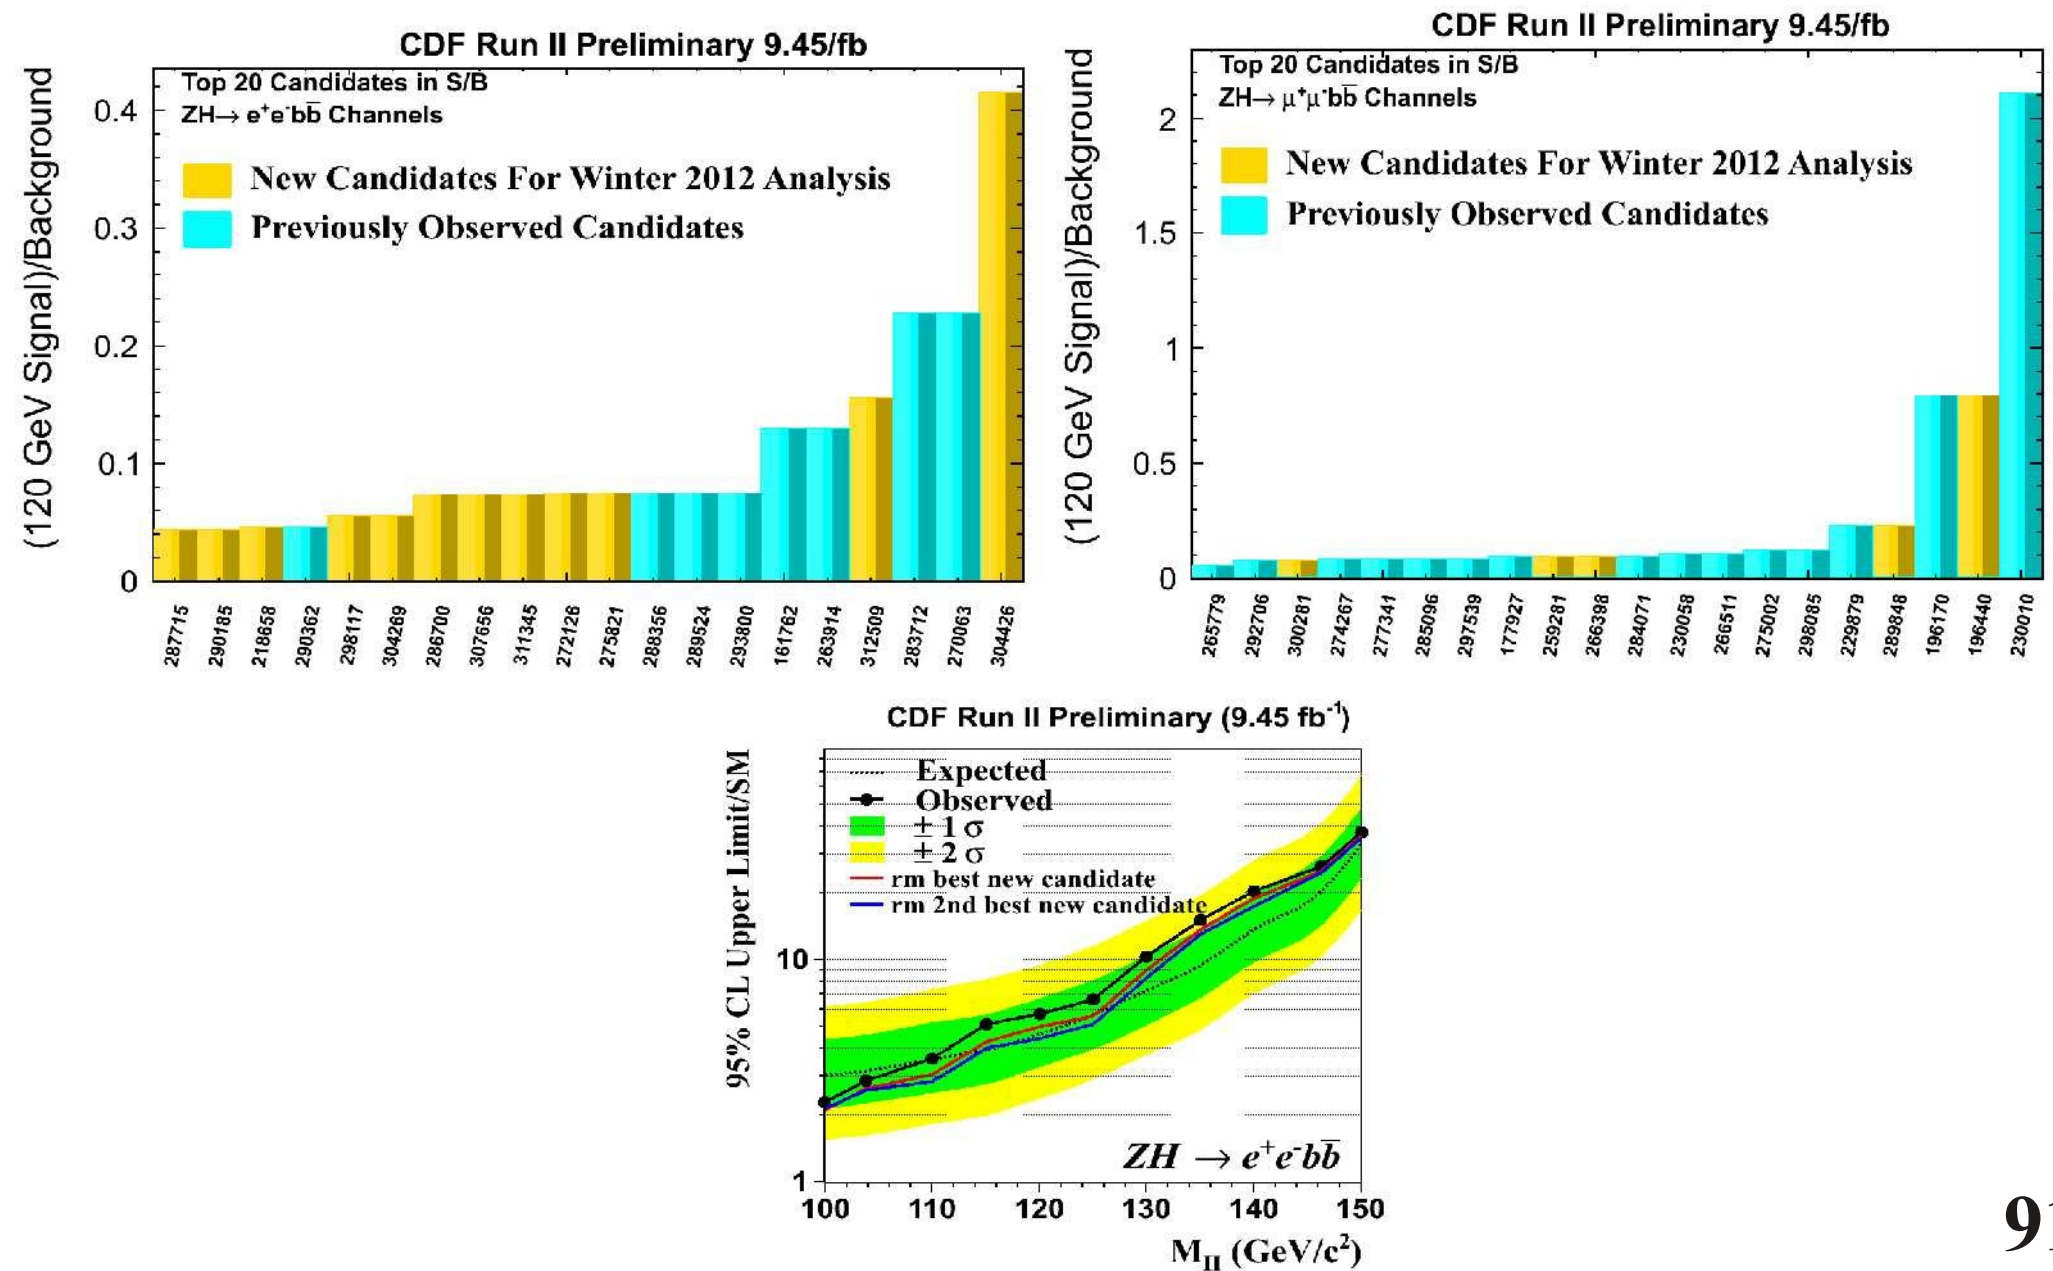 CDF Run II Preliminary 9.45/fb
Top 20 Candidates in S/B
ZH→ e⁺e⁻bb̅ Channels
New Candidates For Winter 2012 Analysis
Previously Observed Candidates
(120 GeV Signal)/Background
0.4
0.3
0.2
0.1
0
287715 290185 218658 290362 298117 304269 286700 307656 311345 272126 275821 288356 289524 293800 161762 263914 312509 283712 270063 304426
CDF Run II Preliminary 9.45/fb
Top 20 Candidates in S/B
ZH→ μ⁺μ⁻bb̅ Channels
New Candidates For Winter 2012 Analysis
Previously Observed Candidates
(120 GeV Signal)/Background
2
1.5
1
0.5
0
265779 292706 300281 274267 277341 285096 297539 177927 259281 266398 284071 230058 266511 275002 298085 229879 289848 196170 196440 230010
CDF Run II Preliminary (9.45 fb⁻¹)
95% CL Upper Limit/SM
Expected
Observed
± 1 σ
± 2 σ
rm best new candidate
rm 2nd best new candidate
10
1
ZH → e⁺e⁻bb̅
100 110 120 130 140 150
M_H (GeV/c²)